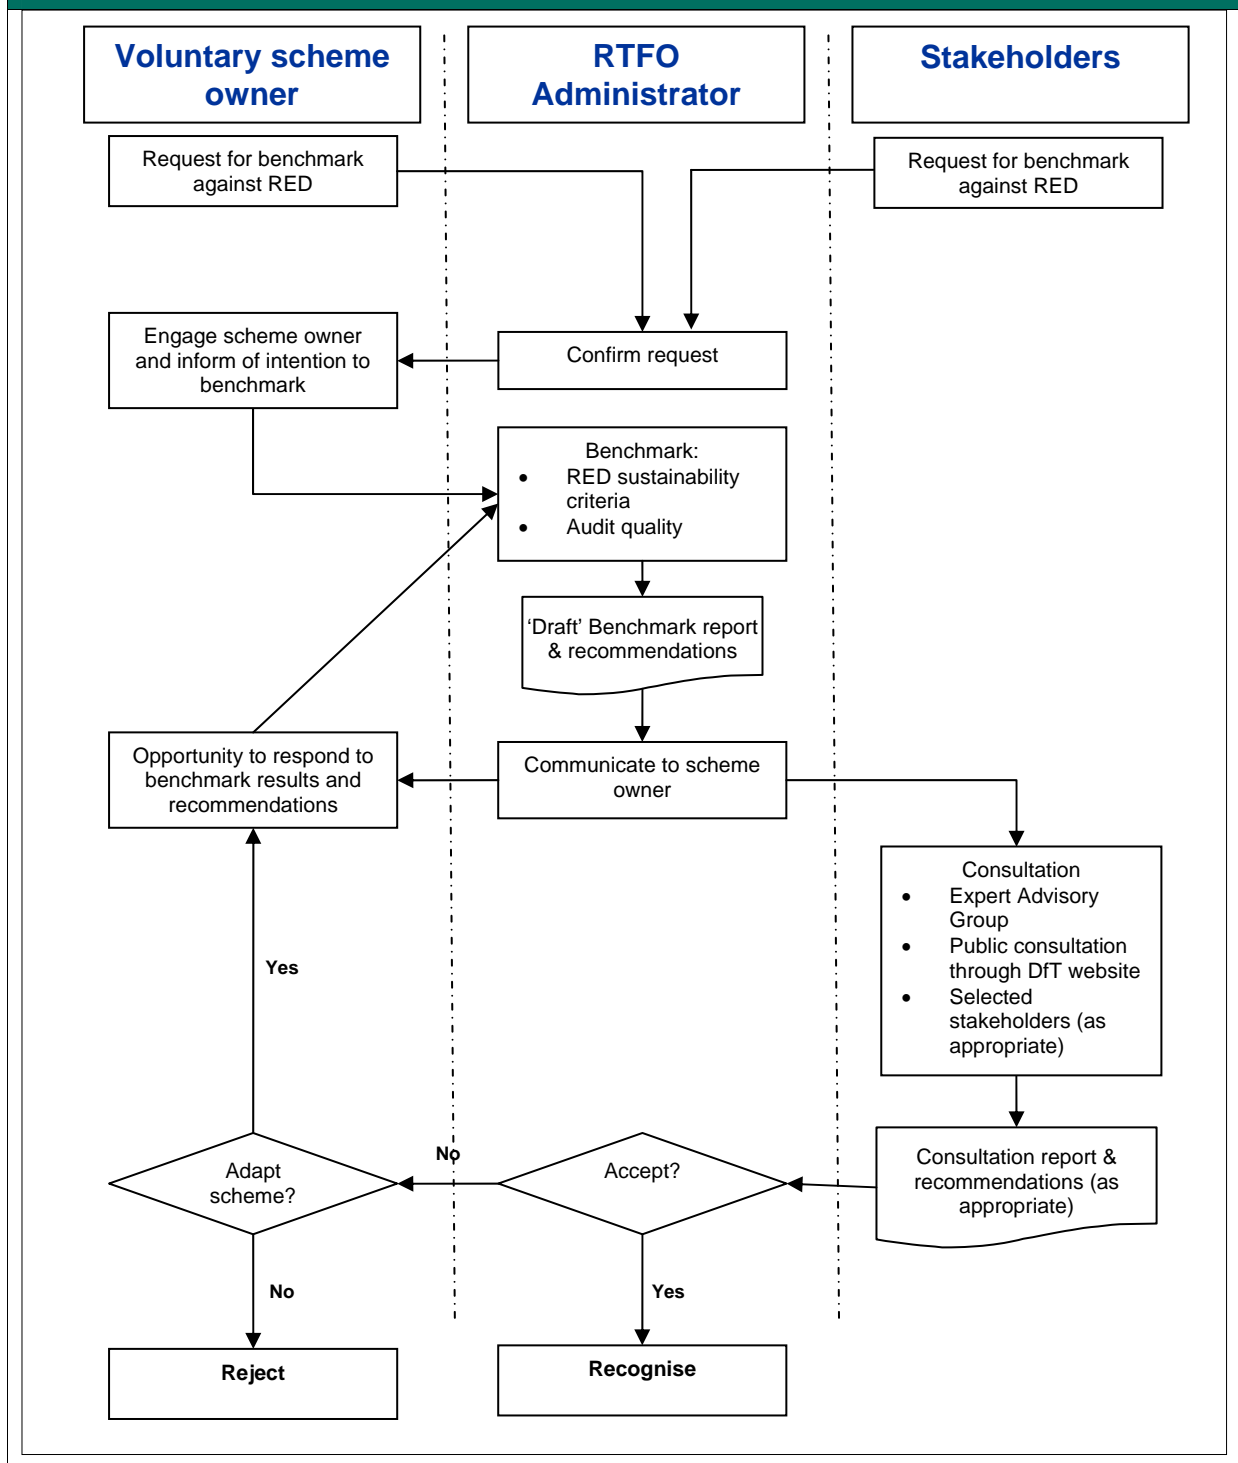 Voluntary scheme
owner
RTFO
Administrator
Stakeholders
Request for benchmark
against RED
Request for benchmark
against RED
Engage scheme owner
and inform of intention to
benchmark
Confirm request
Benchmark:
• RED sustainability
criteria
• Audit quality
‘Draft’ Benchmark report
& recommendations
Opportunity to respond to
benchmark results and
recommendations
Communicate to scheme
owner
Consultation
• Expert Advisory
Group
• Public consultation
through DfT website
• Selected
stakeholders (as
appropriate)
Yes
Adapt
scheme?
No
Accept?
Consultation report &
recommendations (as
appropriate)
No
Yes
Reject
Recognise